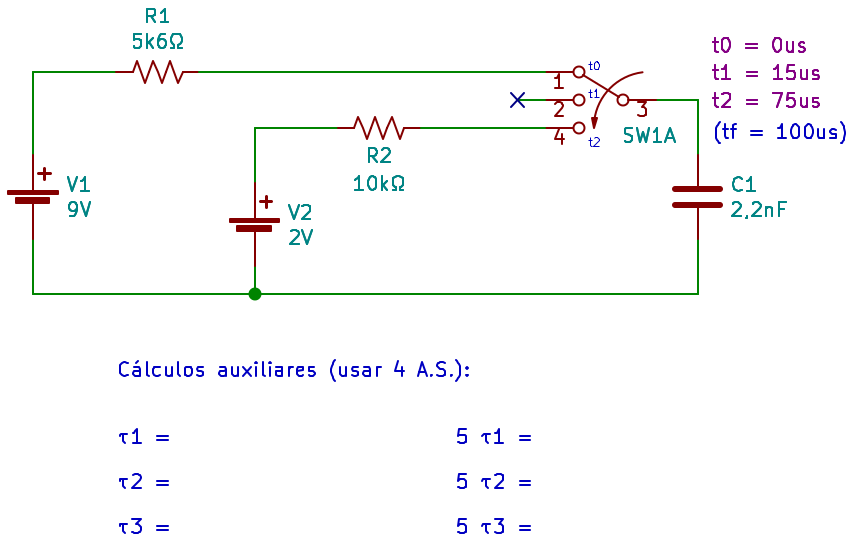 R1
5k6Ω
t0 = 0us
t1 = 15us
t2 = 75us
(tf = 100us)
1
t0
2
t1
3
4
t2
SW1A
R2
10kΩ
+
V1
9V
+
V2
2V
C1
2,2nF
Cálculos auxiliares (usar 4 A.S.):
τ1 =
5 τ1 =
τ2 =
5 τ2 =
τ3 =
5 τ3 =